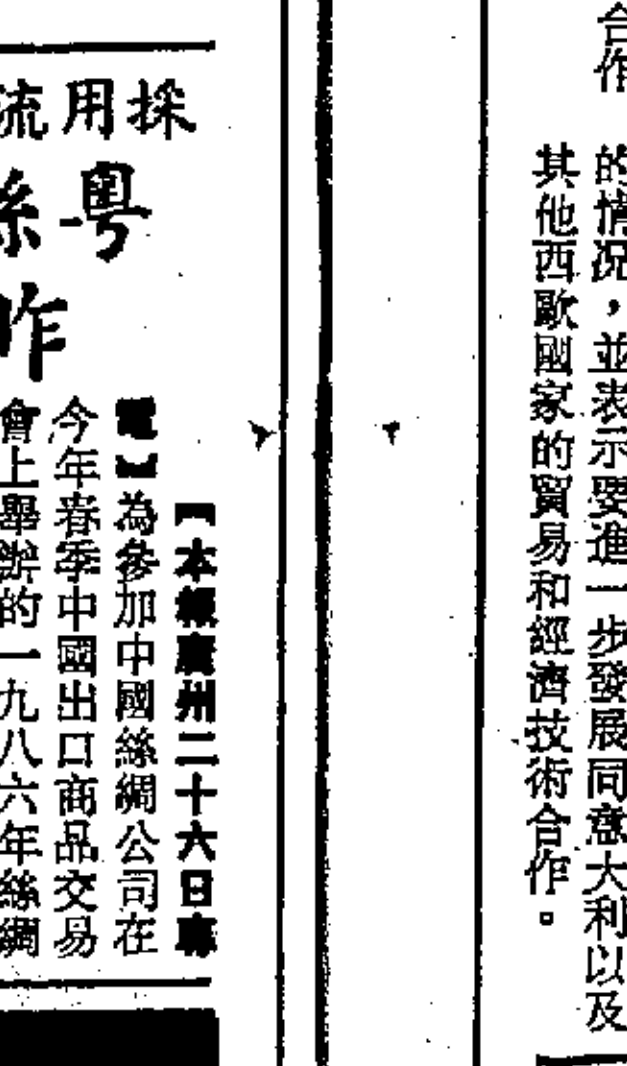 合作
的情況，並表示要進一步發展同意大利以及
其他西歐國家的貿易和經濟技術合作。
採用流
粵絲
昨
【本報廣州二十六日專
電】為參加中國絲綢公司在
今年春季中國出口商品交易
會上舉辦的一九八六年絲綢